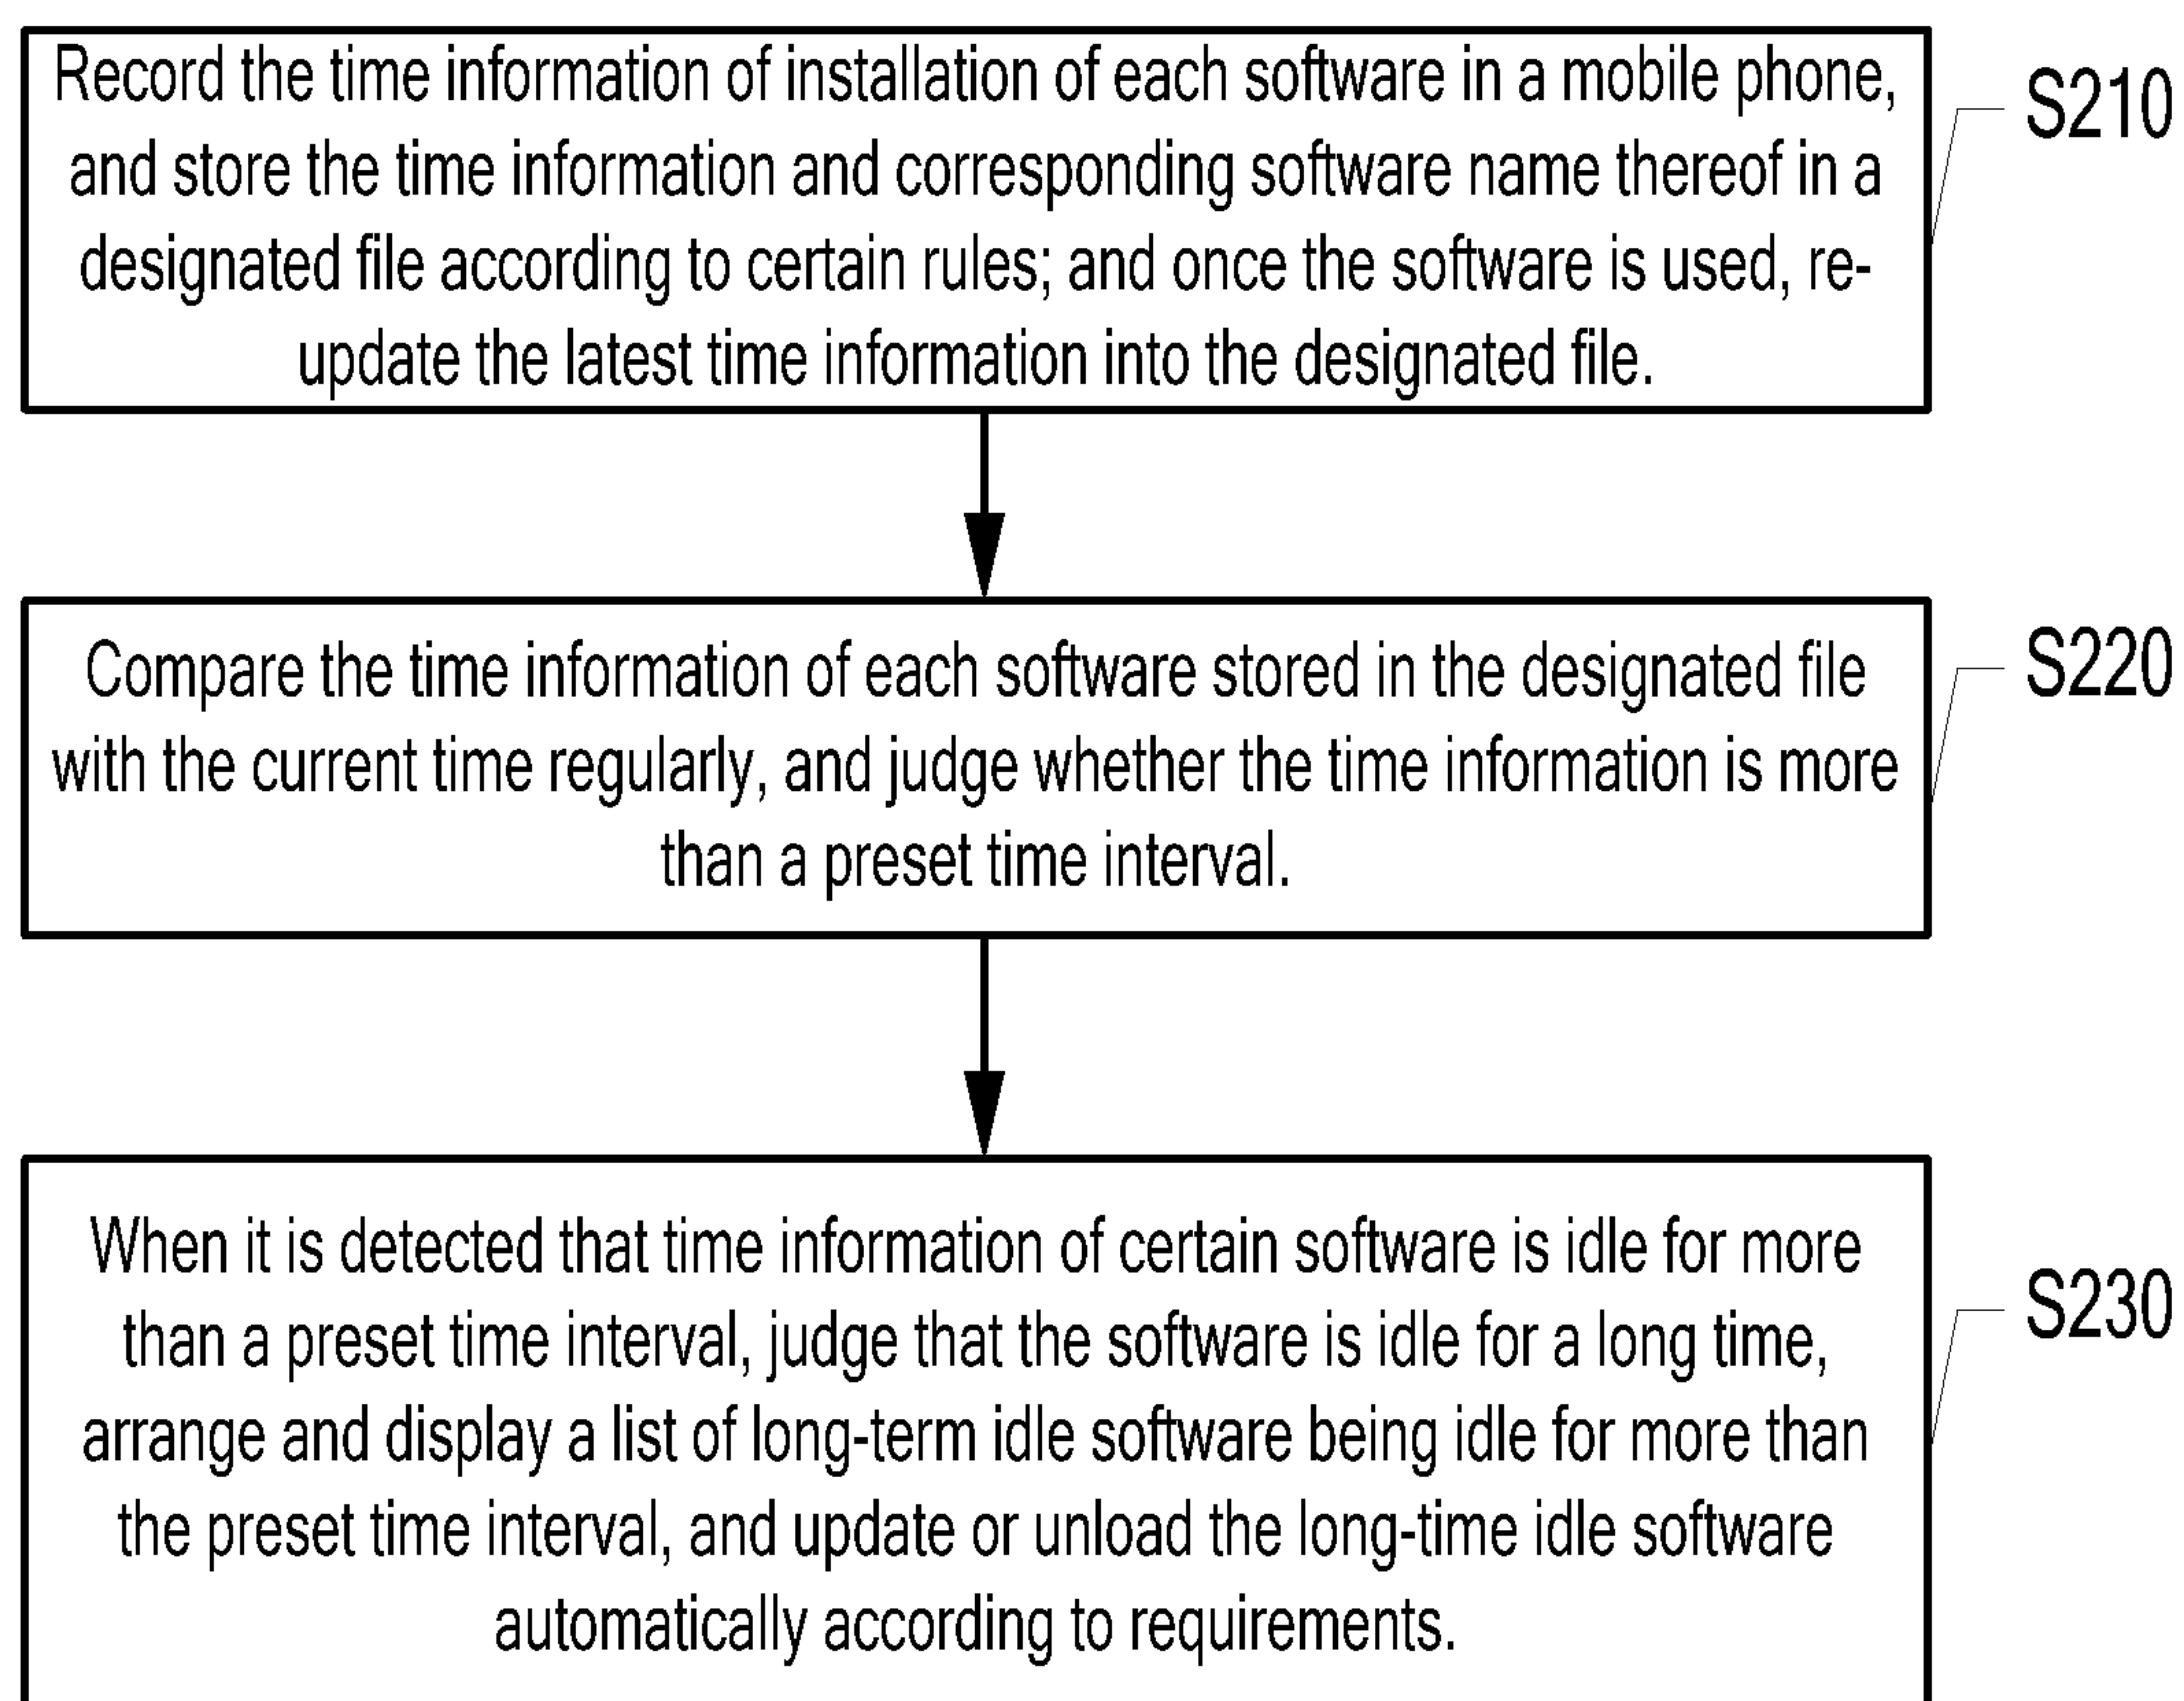 Record the time information of installation of each software in a mobile phone,
and store the time information and corresponding software name thereof in a
designated file according to certain rules; and once the software is used, re-
update the latest time information into the designated file.
S210
Compare the time information of each software stored in the designated file
with the current time regularly, and judge whether the time information is more
than a preset time interval.
S220
When it is detected that time information of certain software is idle for more
than a preset time interval, judge that the software is idle for a long time,
arrange and display a list of long-term idle software being idle for more than
the preset time interval, and update or unload the long-time idle software
automatically according to requirements.
S230